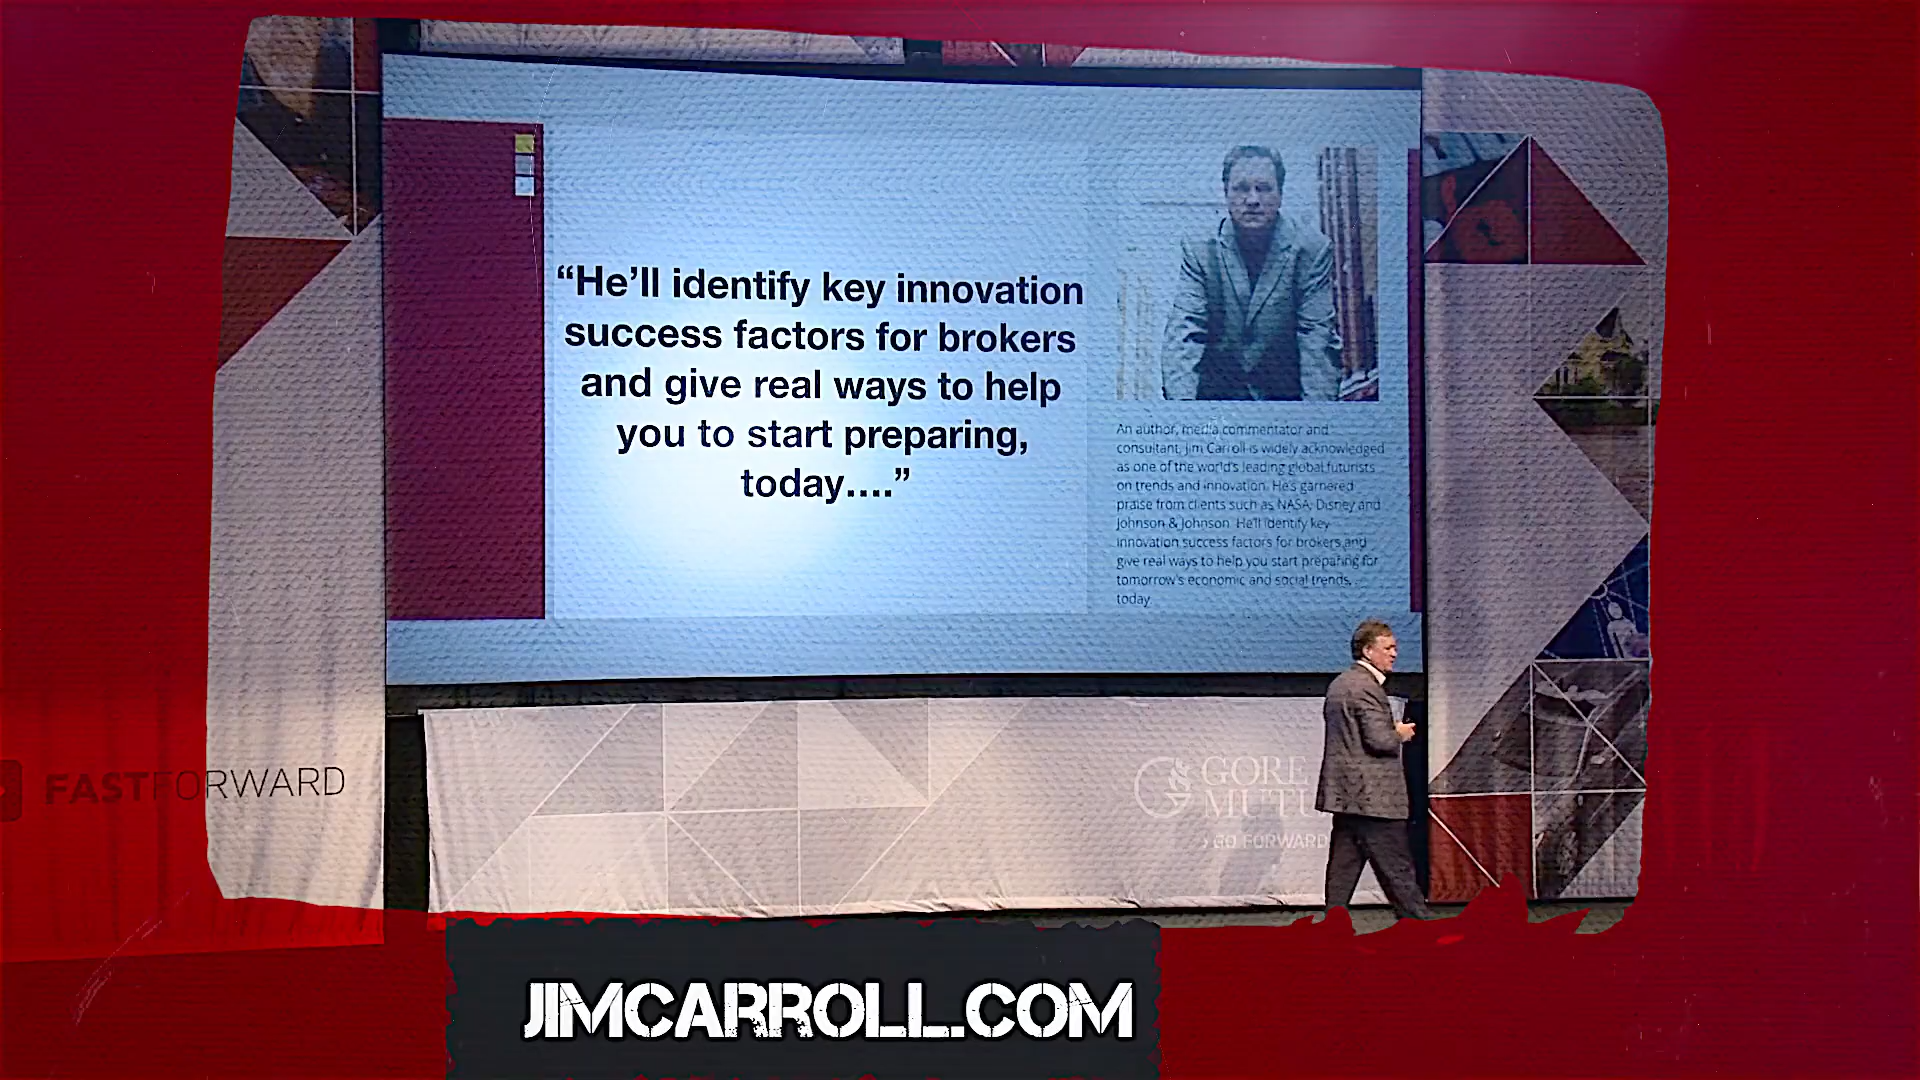 “He’ll identify key innovation
success factors for brokers
and give real ways to help
you to start preparing,
today....”
An author, media commentator and
consultant, Jim Carroll is widely acknowledged
as one of the world's leading global futurists
on trends and innovation. He's garnered
praise from clients such as NASA, Disney and
Johnson & Johnson. He'll identify key
innovation success factors for brokers and
give real ways to help you start preparing for
tomorrow's economic and social trends,
today.
FASTFORWARD
GORE
MUTU
› GO FORWARD
JIMCARROLL.COM